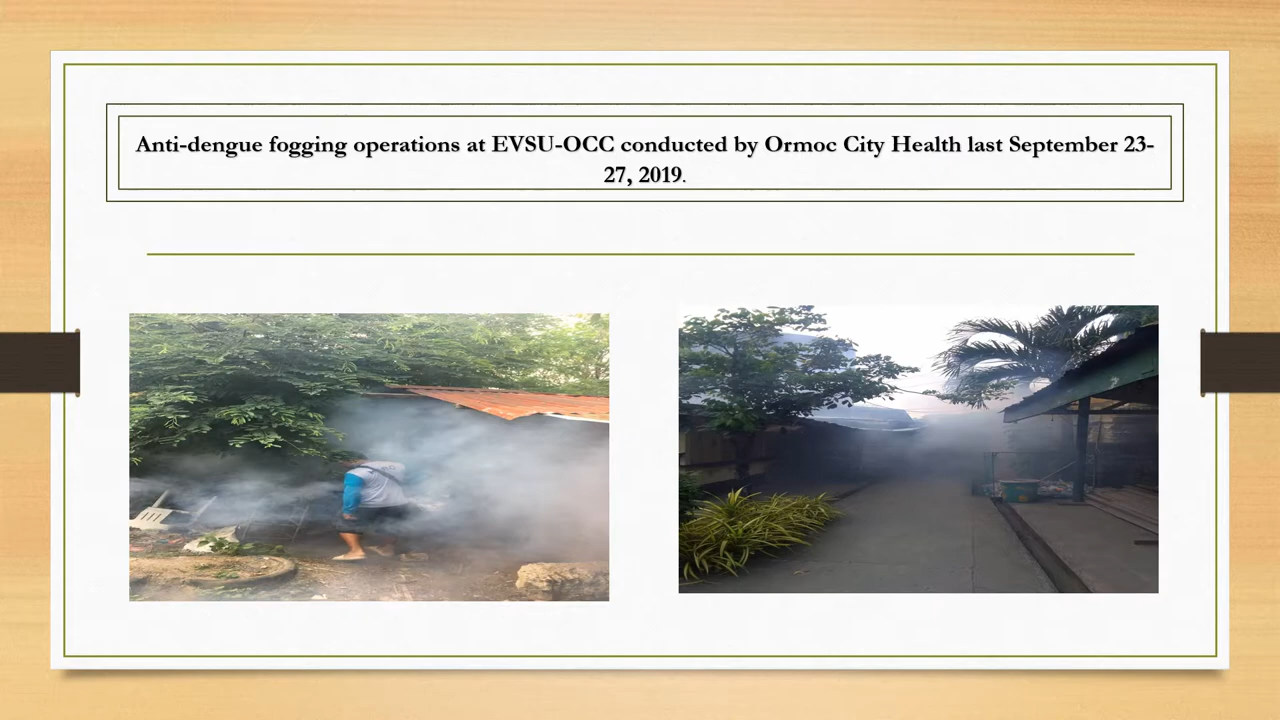 Anti-dengue fogging operations at EVSU-OCC conducted by Ormoc City Health last September 23-
27, 2019.